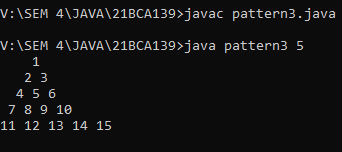 V:\SEM 4\JAVA\21BCA139>javac pattern3.java
V:\SEM 4\JAVA\21BCA139>java pattern3 5
1
2 3
4 5 6
7 8 9 10
11 12 13 14 15